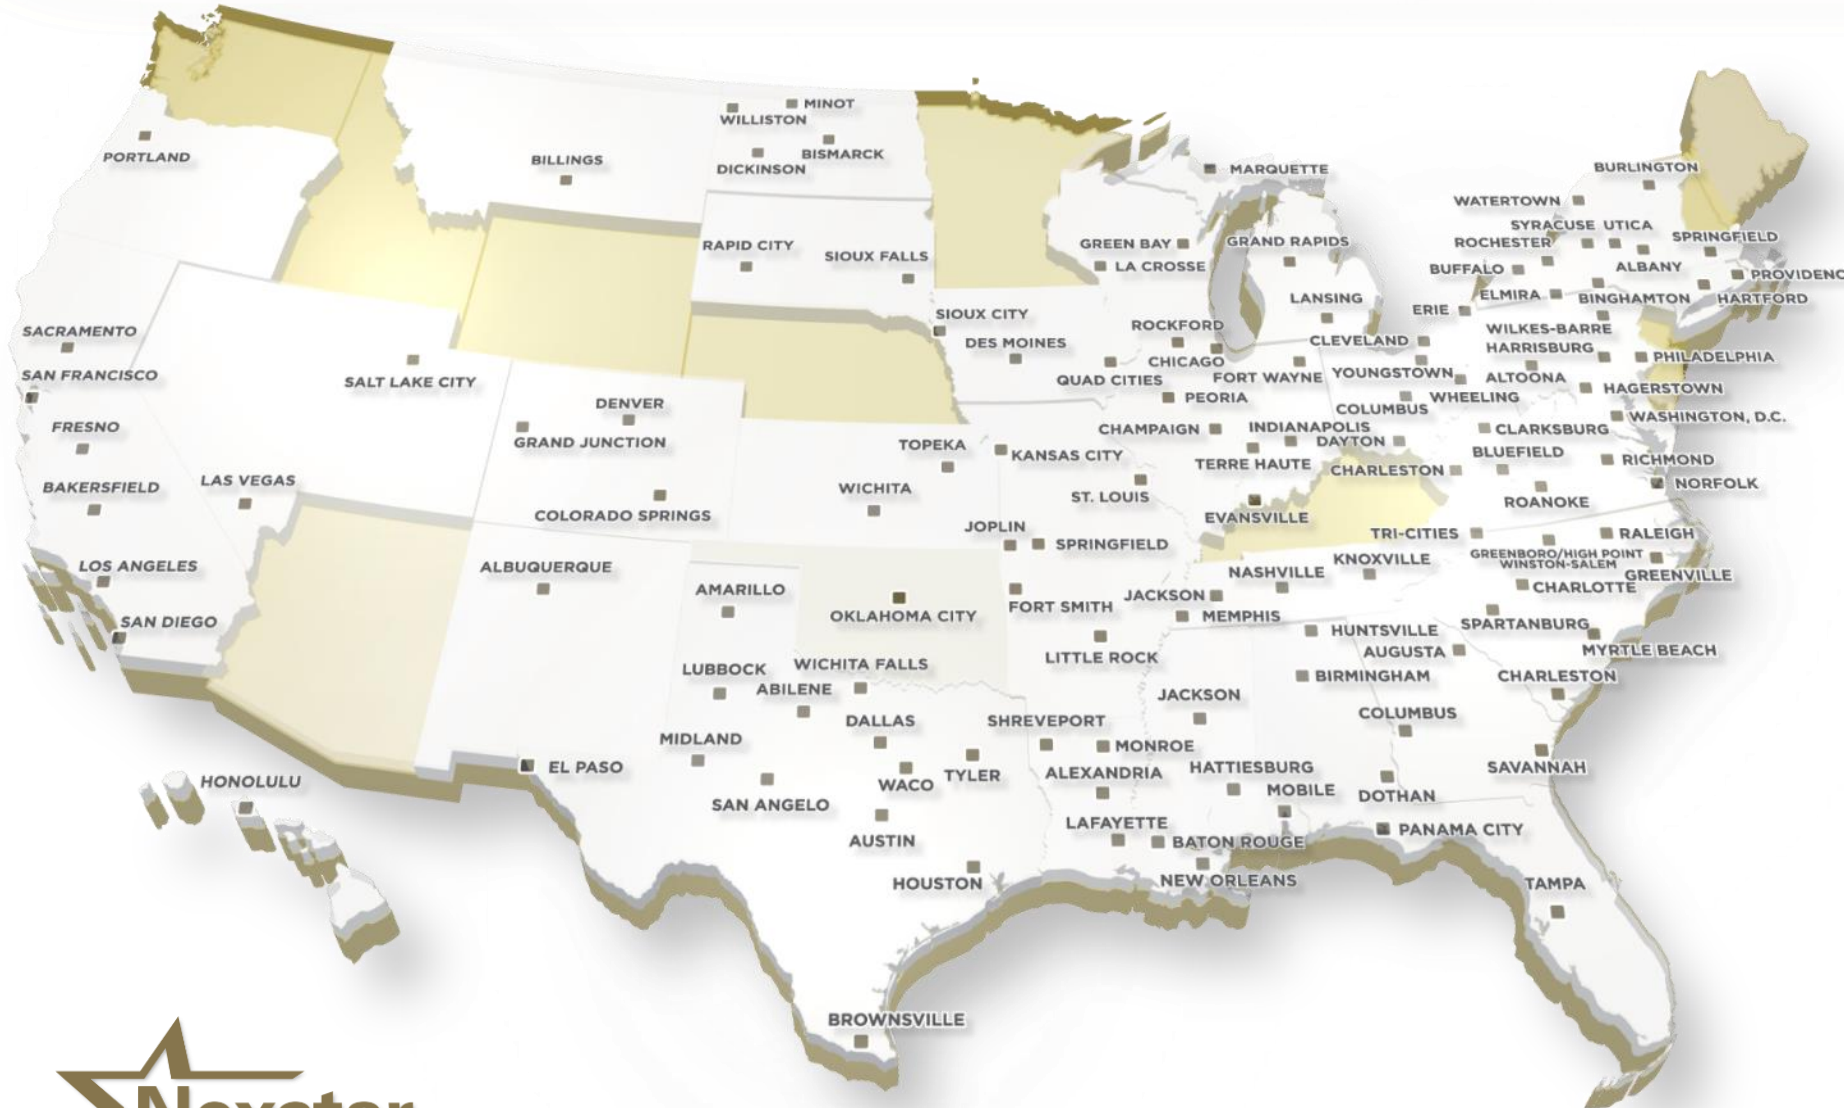 MINOT
WILLISTON
BISMARCK
DICKINSON
PORTLAND
BILLINGS
MARQUETTE
BURLINGTON
WATERTOWN
SYRACUSE UTICA
ROCHESTER
SPRINGFIELD
GREEN BAY
GRAND RAPIDS
RAPID CITY
SIOUX FALLS
LA CROSSE
BUFFALO
ALBANY
PROVIDENC
ELMIRA
BINGHAMTON
HARTFORD
LANSING
ERIE
SIOUX CITY
ROCKFORD
WILKES-BARRE
SACRAMENTO
DES MOINES
CLEVELAND
HARRISBURG
CHICAGO
PHILADELPHIA
SAN FRANCISCO
SALT LAKE CITY
QUAD CITIES
FORT WAYNE
YOUNGSTOWN
ALTOONA
HAGERSTOWN
PEORIA
WHEELING
DENVER
COLUMBUS
WASHINGTON, D.C.
FRESNO
GRAND JUNCTION
CHAMPAIGN
INDIANAPOLIS
DAYTON
CLARKSBURG
TOPEKA
KANSAS CITY
BLUEFIELD
TERRE HAUTE
CHARLESTON
RICHMOND
BAKERSFIELD
LAS VEGAS
WICHITA
ST. LOUIS
NORFOLK
ROANOKE
COLORADO SPRINGS
EVANSVILLE
JOPLIN
SPRINGFIELD
TRI-CITIES
RALEIGH
GREENBORO/HIGH POINT
WINSTON-SALEM
LOS ANGELES
ALBUQUERQUE
KNOXVILLE
NASHVILLE
GREENVILLE
AMARILLO
CHARLOTTE
JACKSON
FORT SMITH
OKLAHOMA CITY
MEMPHIS
SAN DIEGO
SPARTANBURG
HUNTSVILLE
AUGUSTA
MYRTLE BEACH
LITTLE ROCK
LUBBOCK
WICHITA FALLS
BIRMINGHAM
CHARLESTON
ABILENE
JACKSON
DALLAS
SHREVEPORT
COLUMBUS
MIDLAND
MONROE
EL PASO
TYLER
ALEXANDRIA
HATTIESBURG
SAVANNAH
HONOLULU
WACO
MOBILE
DOTHAN
SAN ANGELO
LAFAYETTE
PANAMA CITY
AUSTIN
BATON ROUGE
HOUSTON
NEW ORLEANS
TAMPA
BROWNSVILLE
Nexstar